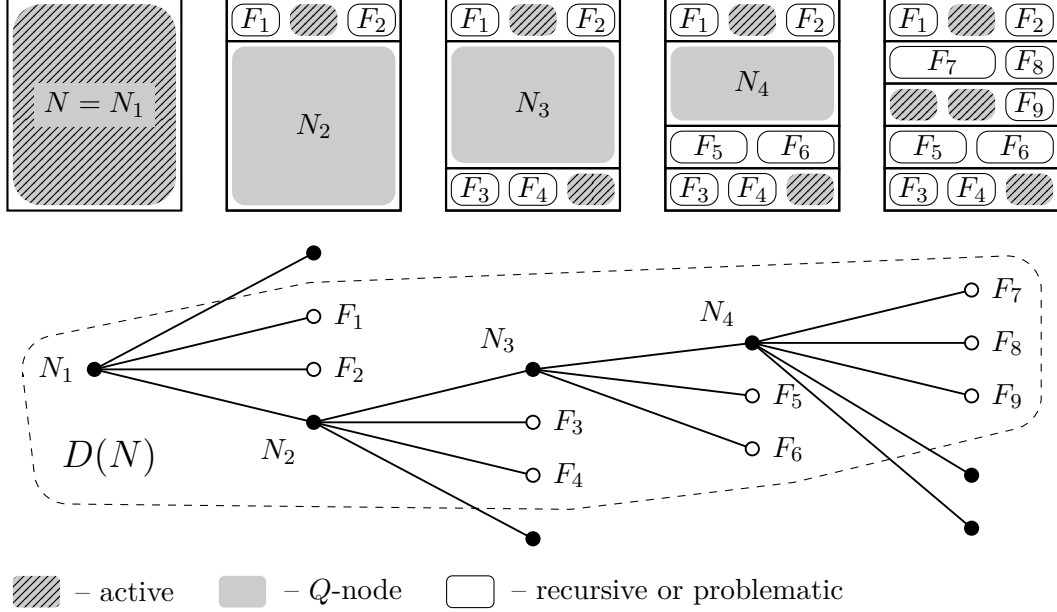 F₁ F₂ F₁ F₂ F₁ F₂ F₁ F₂
N = N₁ N₂ N₃ N₄ F₇ F₈
F₉
F₅ F₆ F₅ F₆
F₃ F₄ F₃ F₄ F₃ F₄
F₇
F₁ N₃ N₄
F₈
N₁ F₂
F₅ F₉
N₂ F₃
D(N) F₆
F₄
– active – Q-node – recursive or problematic